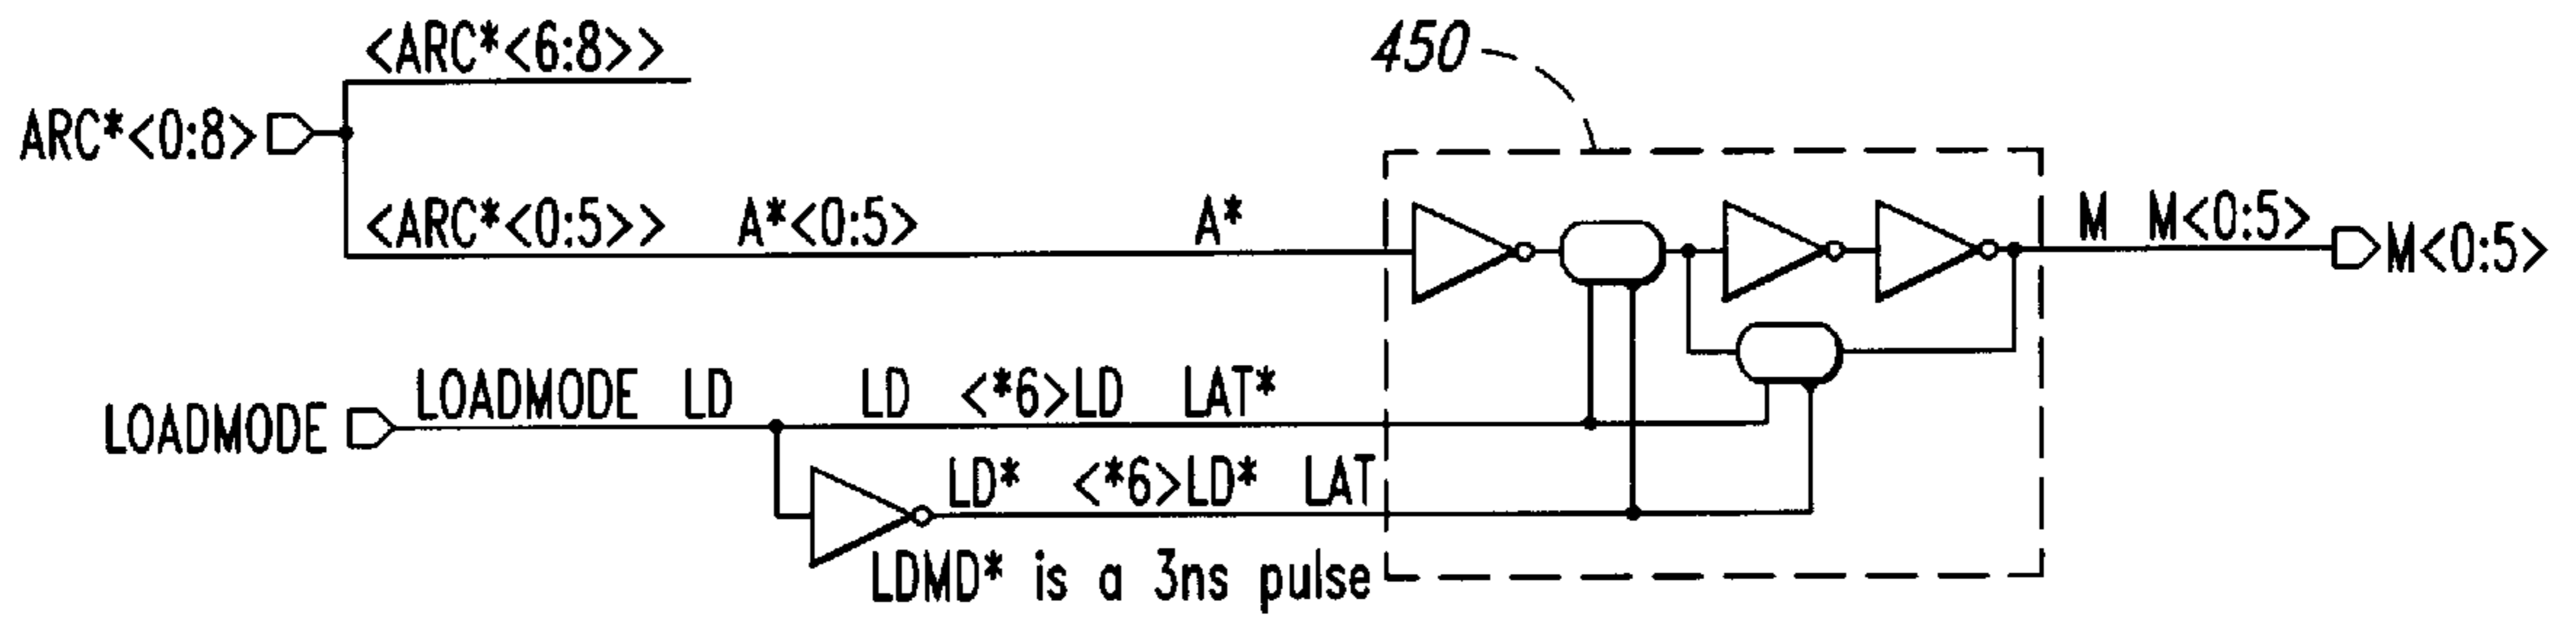 <ARC*<6:8>>
450
ARC*<0:8>
<ARC*<0:5>> A*<0:5> A*
M M<0:5>
M<0:5>
LOADMODE LD LD <*6>LD LAT*
LOADMODE
LD* <*6>LD* LAT
LDMD* is a 3ns pulse